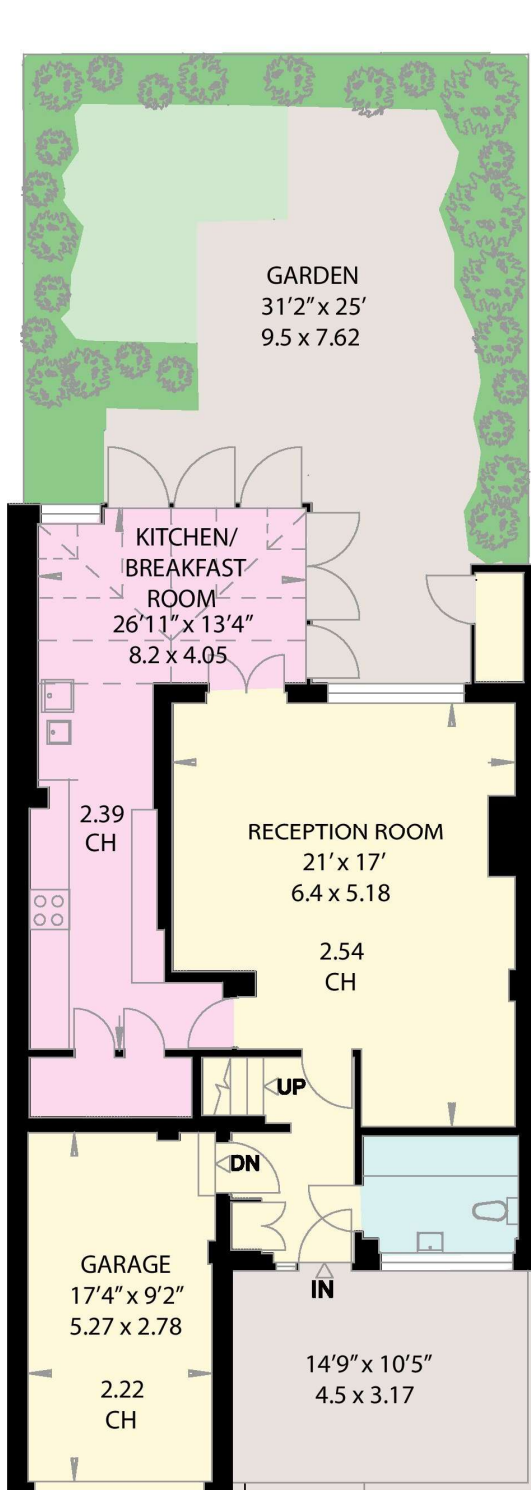 GARDEN
31'2" x 25'
9.5 x 7.62
KITCHEN/
BREAKFAST
ROOM
26'11" x 13'4"
8.2 x 4.05
2.39
CH
RECEPTION ROOM
21' x 17'
6.4 x 5.18
2.54
CH
UP
DN
IN
GARAGE
17'4" x 9'2"
5.27 x 2.78
2.22
CH
14'9" x 10'5"
4.5 x 3.17